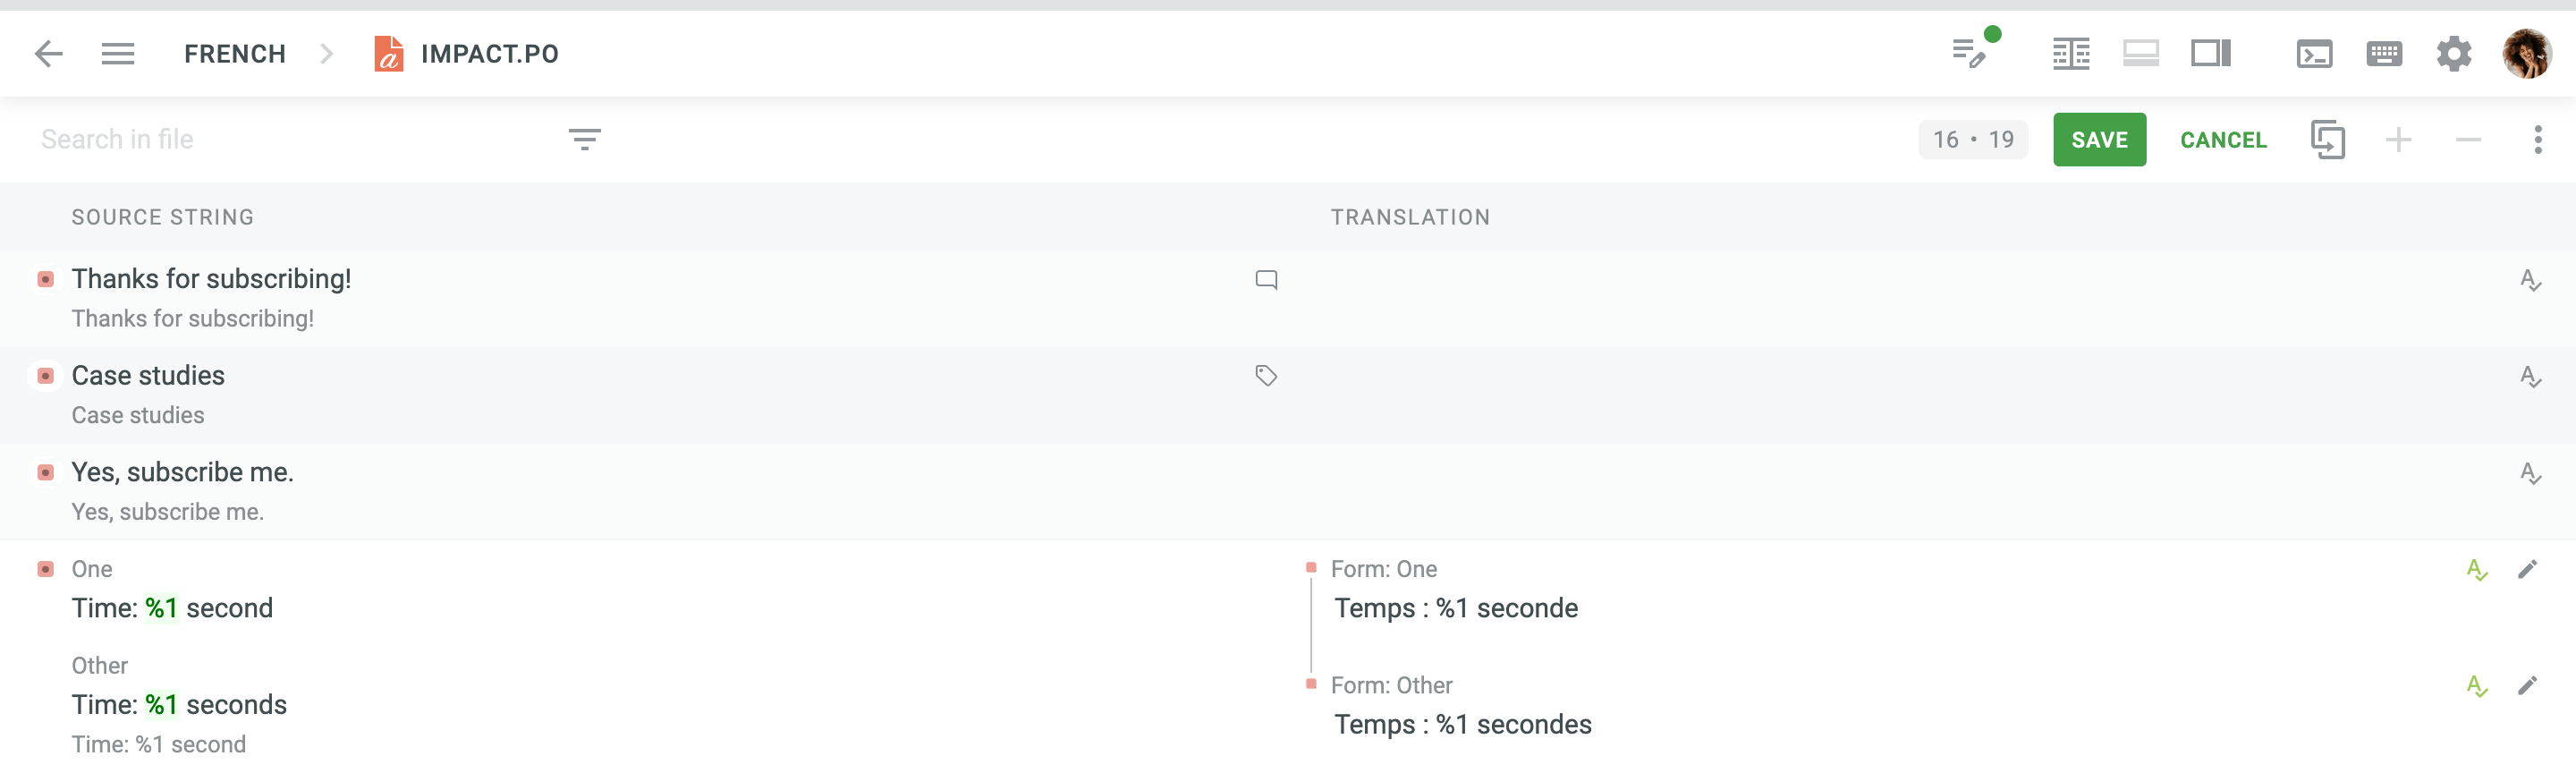 FRENCH
IMPACT.PO
Search in file
16 • 19
SAVE
CANCEL
SOURCE STRING
TRANSLATION
Thanks for subscribing!
Thanks for subscribing!
Case studies
Case studies
Yes, subscribe me.
Yes, subscribe me.
One
Time: %1 second
Form: One
Temps : %1 seconde
Other
Time: %1 seconds
Time: %1 second
Form: Other
Temps : %1 secondes